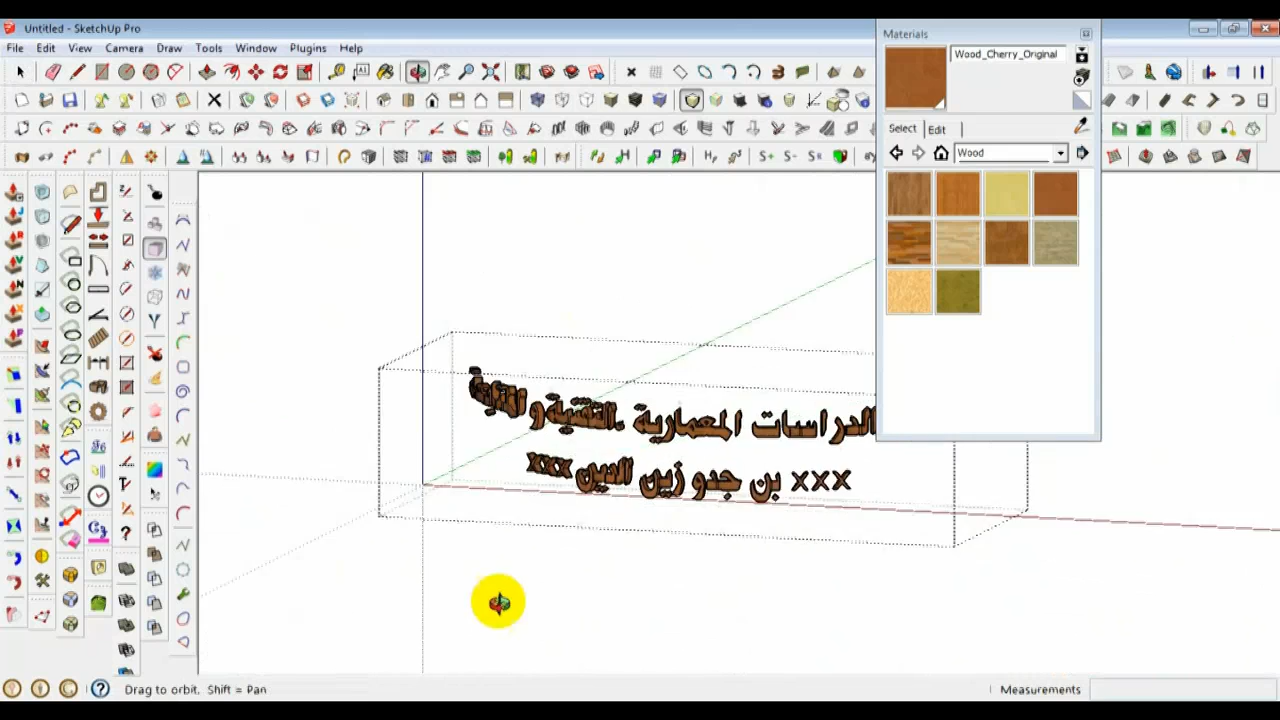 Untitled - SketchUp Pro
File Edit View Camera Draw Tools Window Plugins Help
Materials
Wood_Cherry_Original
Select Edit
Wood
الدراسات المعمارية ،التقنية و
xxx بن جدو زين الدين xxx
Drag to orbit. Shift = Pan
Measurements